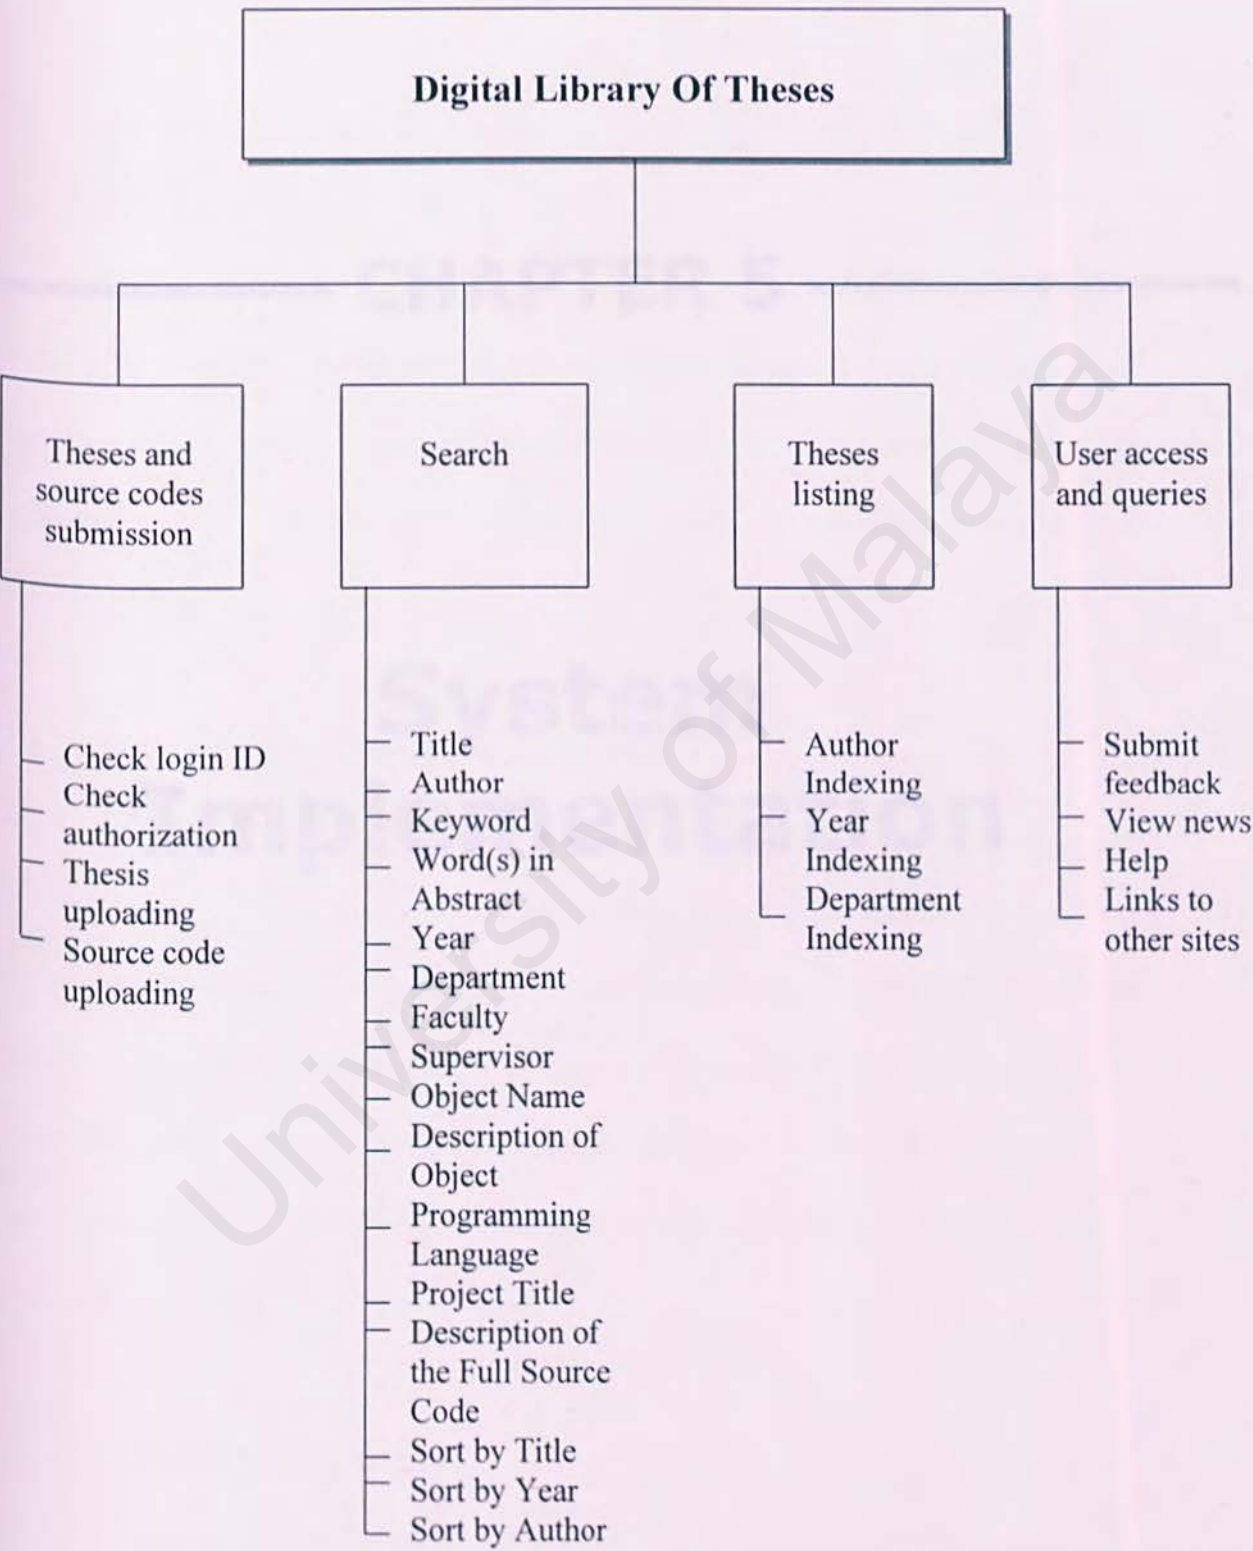 Digital Library Of Theses
CHAPTER 5
Theses and
source codes
submission
Search
Theses
listing
User access
and queries
System
Implementation
Check login ID
Check
authorization
Thesis
uploading
Source code
uploading
Title
Author
Keyword
Word(s) in
Abstract
Year
Department
Faculty
Supervisor
Object Name
Description of
Object
Programming
Language
Project Title
Description of
the Full Source
Code
Sort by Title
Sort by Year
Sort by Author
Author
Indexing
Year
Indexing
Department
Indexing
Submit
feedback
View news
Help
Links to
other sites
University of Malaya